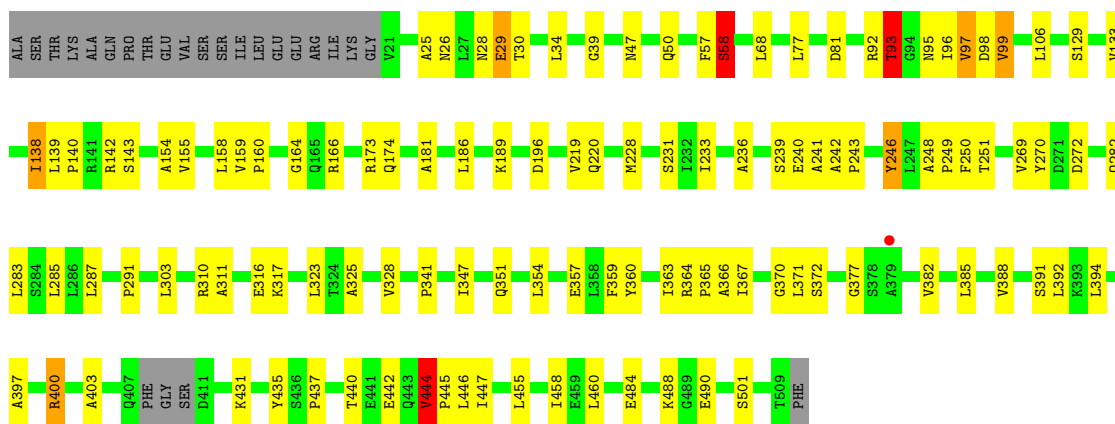 ALA SER THR LYS ALA GLN PRO THR GLU VAL SER SER ILE LEU GLU GLU ARG ILE LYS GLY V21 A25 N26 L27 N28 E29 T30 L34 G39 N47 Q50 F57 S58 L68 L77 D81 R92 T93 G94 N95 I96 V97 D98 V99 L106 S129 V133
I138 L139 P140 R141 R142 S143 A154 V155 L158 V159 P160 G164 Q165 R166 R173 Q174 A181 L186 K189 D196 V219 Q220 M228 S231 I232 I233 A236 S239 E240 A241 A242 P243 Y246 L247 A248 P249 F250 T251 V269 Y270 D271 D272 Q282
L283 S284 L285 L286 L287 P291 L303 R310 A311 E316 K317 L323 T324 A325 V328 P341 I347 Q351 L354 E357 L358 F359 Y360 I363 R364 P365 A366 I367 G370 L371 S372 G377 S378 A379 V382 L385 V388 S391 L392 K393 L394
A397 R400 A403 Q407 PHE GLY SER D411 K431 Y435 S436 P437 T440 E441 E442 Q443 V444 P445 L446 I447 L455 I458 E459 L460 E484 K488 G489 E490 S501 T509 PHE